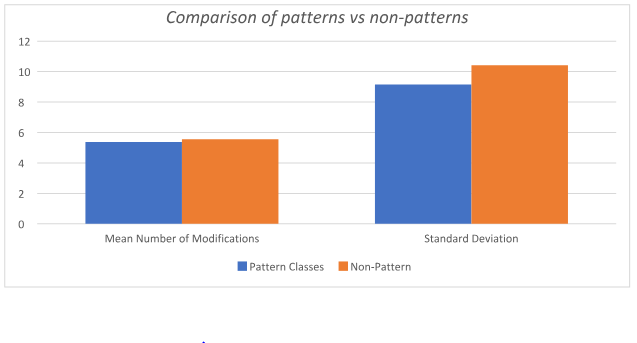 Comparison of patterns vs non-patterns
12
10
8
6
4
2
0
Mean Number of Modifications
Standard Deviation
Pattern Classes
Non-Pattern